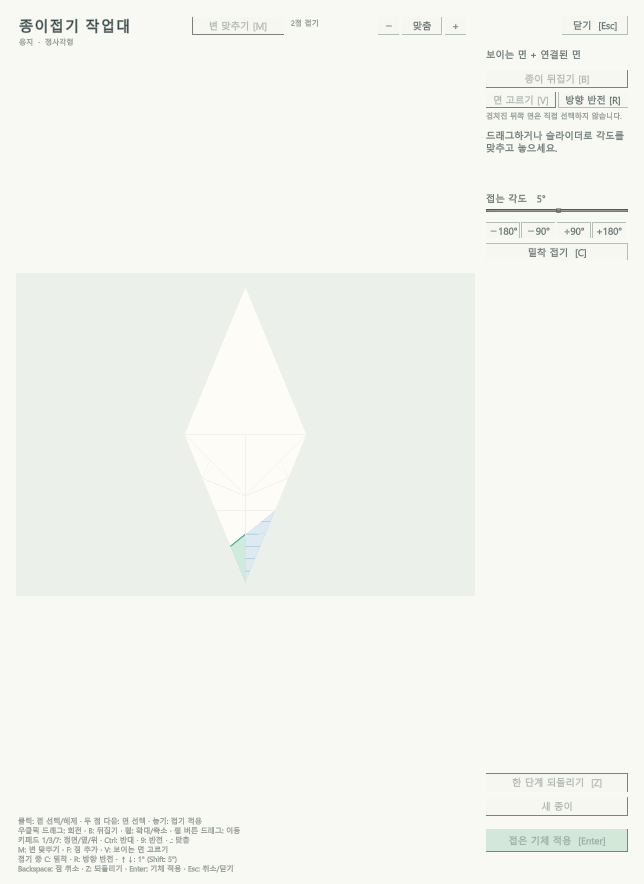 종이접기 작업대
용지 · 정사각형
변 맞추기 [M]
2점 접기
−
맞춤
+
닫기 [Esc]
보이는 면 + 연결된 면
종이 뒤집기 [B]
면 고르기 [V]
방향 반전 [R]
겹쳐진 뒤쪽 면은 직접 선택하지 않습니다.
드래그하거나 슬라이더로 각도를
맞추고 놓으세요.
접는 각도 5°
−180°
−90°
+90°
+180°
밀착 접기 [C]
한 단계 되돌리기 [Z]
새 종이
접은 기체 적용 [Enter]
클릭: 점 선택/해제 · 두 점 다음: 면 선택 · 놓기: 접기 적용
우클릭 드래그: 회전 · B: 뒤집기 · 휠: 확대/축소 · 휠 버튼 드래그: 이동
키패드 1/3/7: 정면/옆/위 · Ctrl: 반대 · 9: 반전 · .: 맞춤
M: 변 맞추기 · F: 점 추가 · V: 보이는 면 고르기
접기 중 C: 밀착 · R: 방향 반전 · ↑ ↓: 1° (Shift: 5°)
Backspace: 점 취소 · Z: 되돌리기 · Enter: 기체 적용 · Esc: 취소/닫기